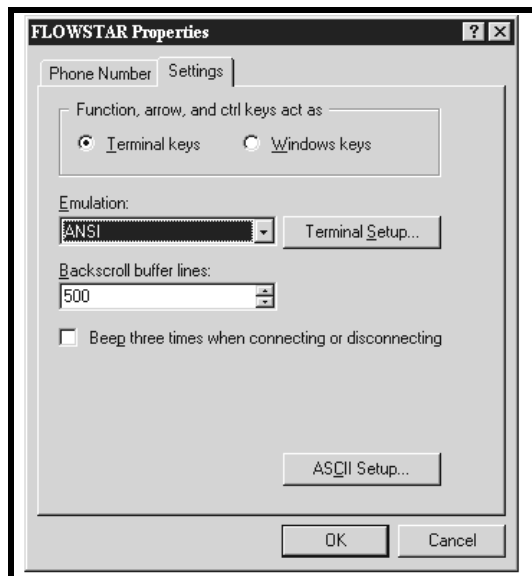 FLOWSTAR Properties
Phone Number Settings
Function, arrow, and ctrl keys act as
Terminal keys Windows keys
Emulation:
ANSI Terminal Setup...
Backscroll buffer lines:
500
Beep three times when connecting or disconnecting
ASCII Setup...
OK Cancel